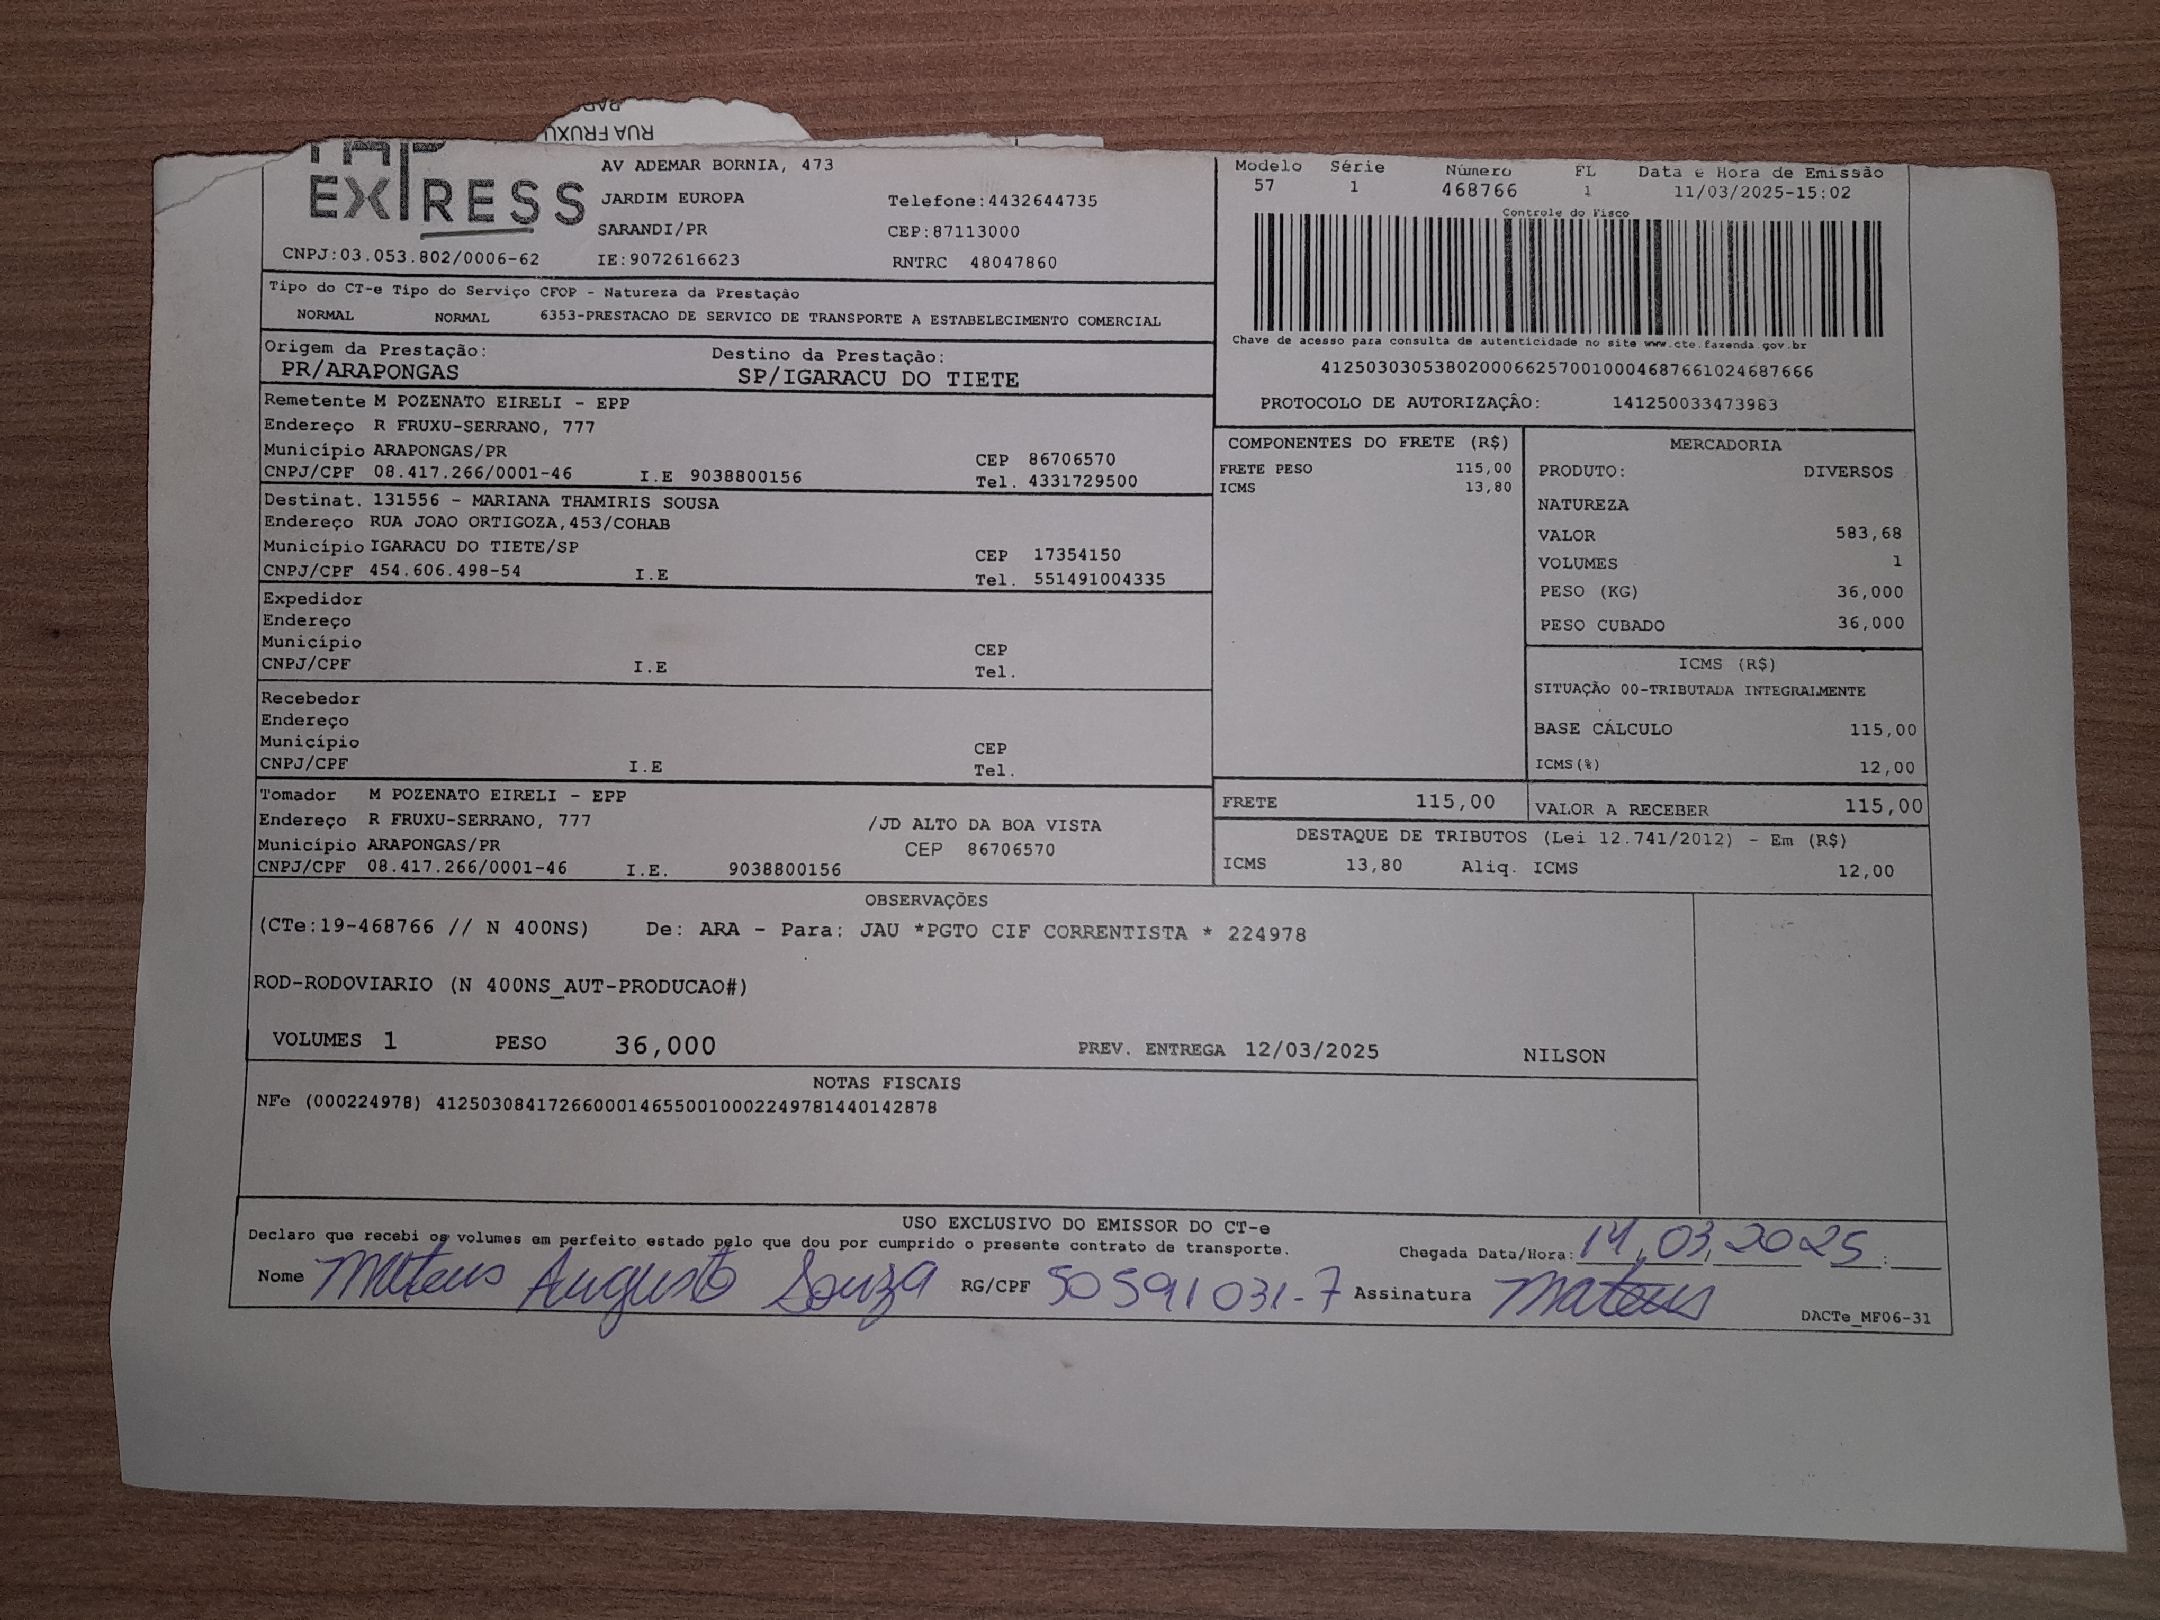 RUA FRUXU
EXPRESS
AV ADEMAR BORNIA, 473
JARDIM EUROPA Telefone:4432644735
SARANDI/PR CEP:87113000
CNPJ:03.053.802/0006-62 IE:9072616623 RNTRC 48047860
Modelo Série Número FL Data e Hora de Emissão
57 1 468766 1 11/03/2025-15:02
Controle do Fisco
Tipo do CT-e Tipo do Serviço CFOP - Natureza da Prestação
NORMAL NORMAL 6353-PRESTACAO DE SERVICO DE TRANSPORTE A ESTABELECIMENTO COMERCIAL
Chave de acesso para consulta de autenticidade no site www.cte.fazenda.gov.br
41250303053802000662570010004687661024687666
PROTOCOLO DE AUTORIZAÇÃO: 141250033473983
Origem da Prestação: Destino da Prestação:
PR/ARAPONGAS SP/IGARACU DO TIETE
Remetente M POZENATO EIRELI - EPP
Endereço R FRUXU-SERRANO, 777
Município ARAPONGAS/PR CEP 86706570
CNPJ/CPF 08.417.266/0001-46 I.E 9038800156 Tel. 4331729500
Destinat. 131556 - MARIANA THAMIRIS SOUSA
Endereço RUA JOAO ORTIGOZA,453/COHAB
Município IGARACU DO TIETE/SP CEP 17354150
CNPJ/CPF 454.606.498-54 I.E Tel. 551491004335
Expedidor
Endereço
Município CEP
CNPJ/CPF I.E Tel.
Recebedor
Endereço
Município CEP
CNPJ/CPF I.E Tel.
Tomador M POZENATO EIRELI - EPP
Endereço R FRUXU-SERRANO, 777 /JD ALTO DA BOA VISTA
Município ARAPONGAS/PR CEP 86706570
CNPJ/CPF 08.417.266/0001-46 I.E. 9038800156
COMPONENTES DO FRETE (R$)
FRETE PESO 115,00
ICMS 13,80
MERCADORIA
PRODUTO: DIVERSOS
NATUREZA
VALOR 583,68
VOLUMES 1
PESO (KG) 36,000
PESO CUBADO 36,000
ICMS (R$)
SITUAÇÃO 00-TRIBUTADA INTEGRALMENTE
BASE CÁLCULO 115,00
ICMS(%) 12,00
FRETE 115,00 VALOR A RECEBER 115,00
DESTAQUE DE TRIBUTOS (Lei 12.741/2012) - Em (R$)
ICMS 13,80 Aliq. ICMS 12,00
OBSERVAÇÕES
(CTe:19-468766 // N 400NS) De: ARA - Para: JAU *PGTO CIF CORRENTISTA * 224978
ROD-RODOVIARIO (N 400NS_AUT-PRODUCAO#)
VOLUMES 1 PESO 36,000 PREV. ENTREGA 12/03/2025 NILSON
NOTAS FISCAIS
NFe (000224978) 41250308417266000146550010002249781440142878
USO EXCLUSIVO DO EMISSOR DO CT-e
Declaro que recebi os volumes em perfeito estado pelo que dou por cumprido o presente contrato de transporte. Chegada Data/Hora: 14,03,2025 :
Nome Mateus Augusto Souza RG/CPF 50591031-7 Assinatura Mateus
DACTe_MF06-31